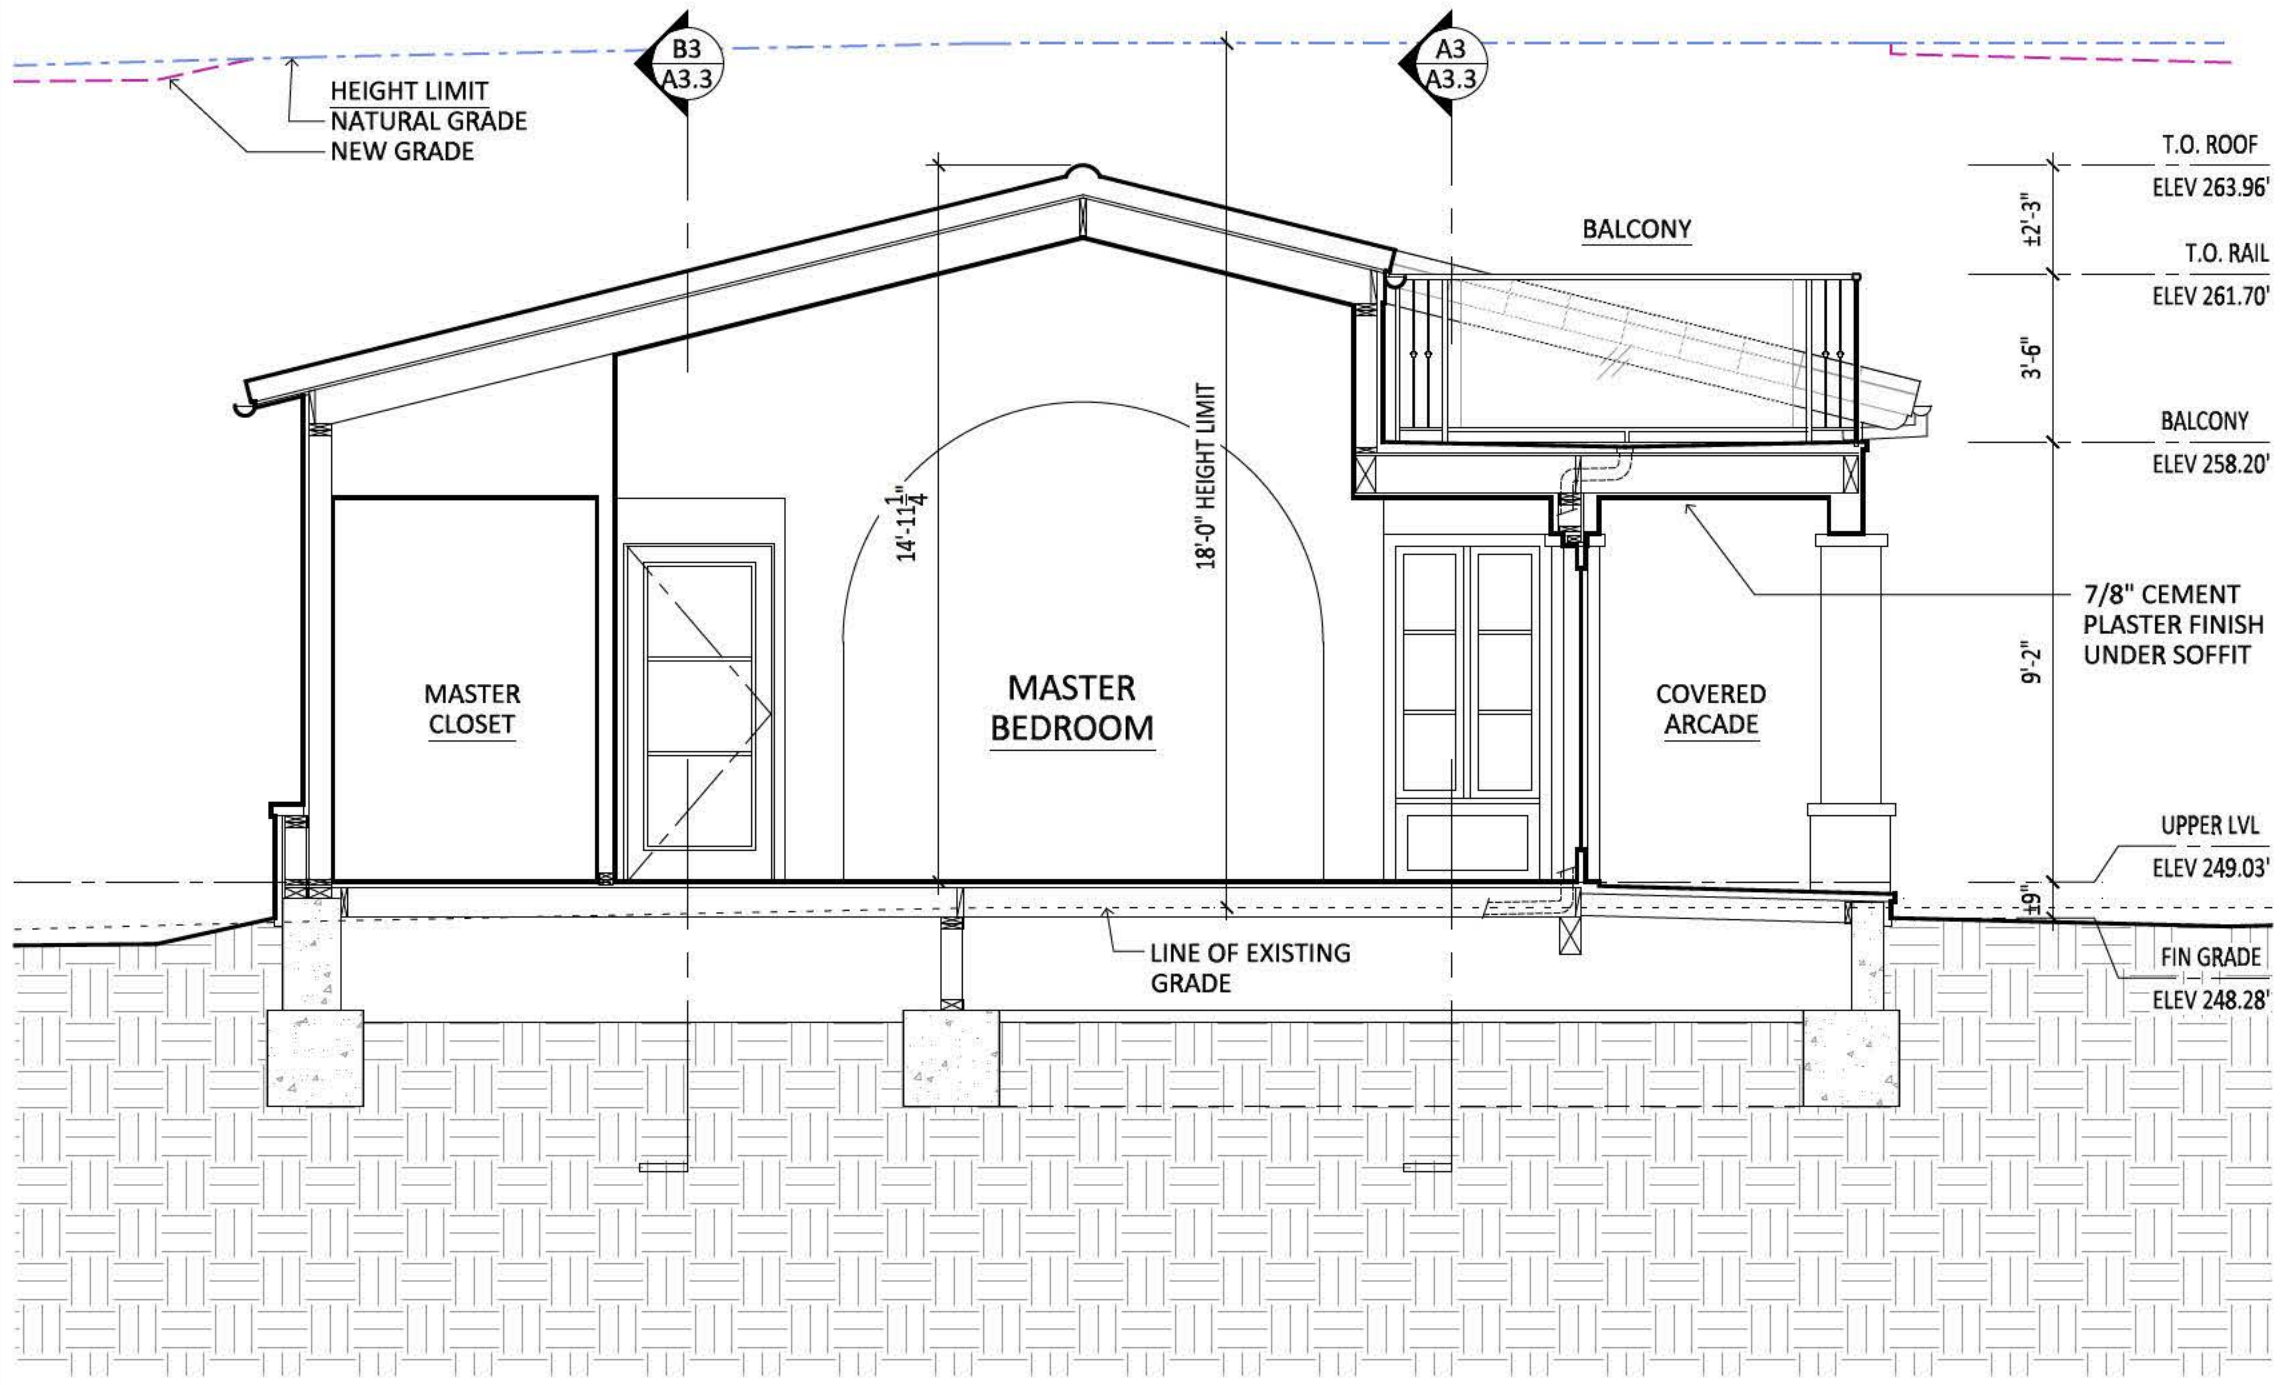 B3
A3.3
A3
A3.3
HEIGHT LIMIT
NATURAL GRADE
NEW GRADE
T.O. ROOF
ELEV 263.96'
±2'-3"
BALCONY
T.O. RAIL
ELEV 261.70'
3'-6"
BALCONY
ELEV 258.20'
14'-11 1/4"
18'-0" HEIGHT LIMIT
7/8" CEMENT
PLASTER FINISH
UNDER SOFFIT
9'-2"
MASTER
CLOSET
MASTER
BEDROOM
COVERED
ARCADE
UPPER LVL
ELEV 249.03'
±9"
LINE OF EXISTING
GRADE
FIN GRADE
ELEV 248.28'